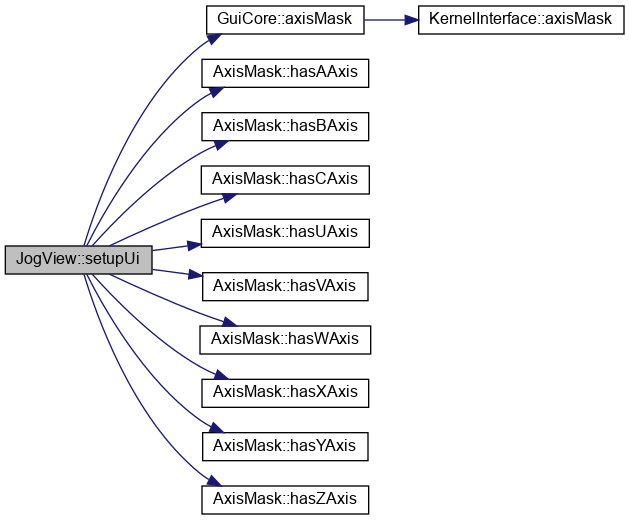 GuiCore::axisMask
KernelInterface::axisMask
AxisMask::hasAAxis
AxisMask::hasBAxis
AxisMask::hasCAxis
AxisMask::hasUAxis
JogView::setupUi
AxisMask::hasVAxis
AxisMask::hasWAxis
AxisMask::hasXAxis
AxisMask::hasYAxis
AxisMask::hasZAxis